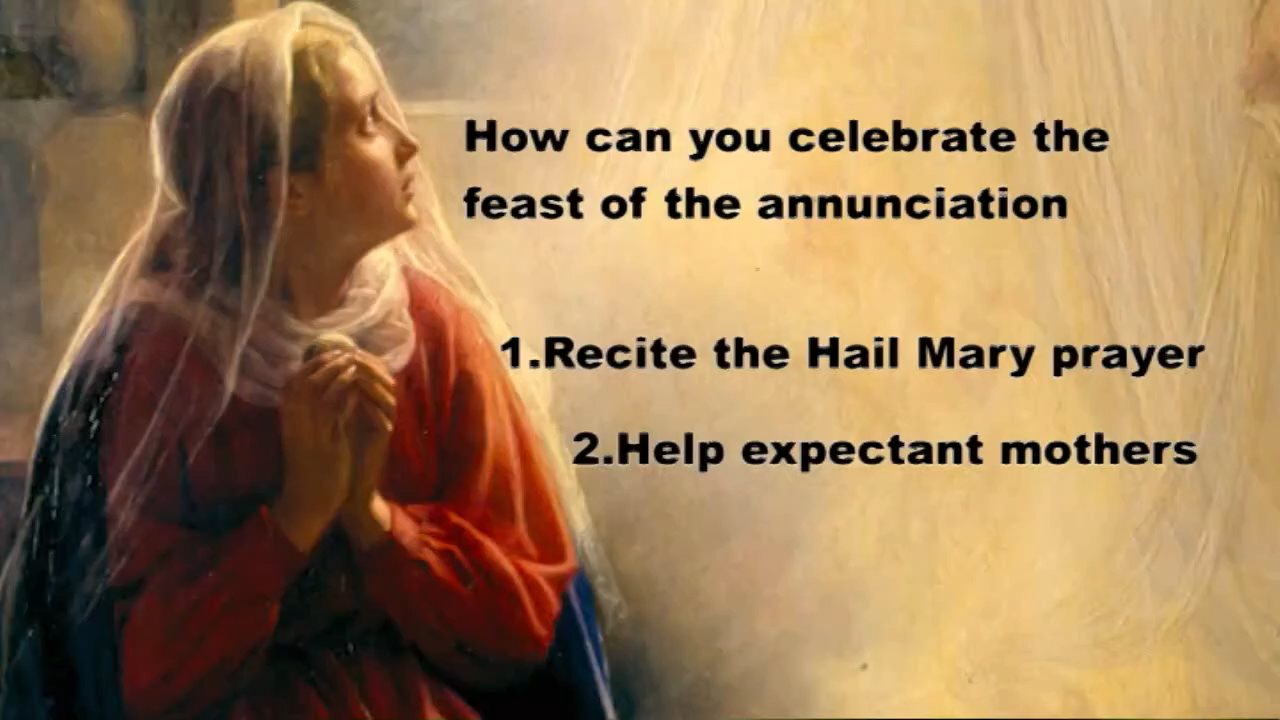 How can you celebrate the
feast of the annunciation
1.Recite the Hail Mary prayer
2.Help expectant mothers